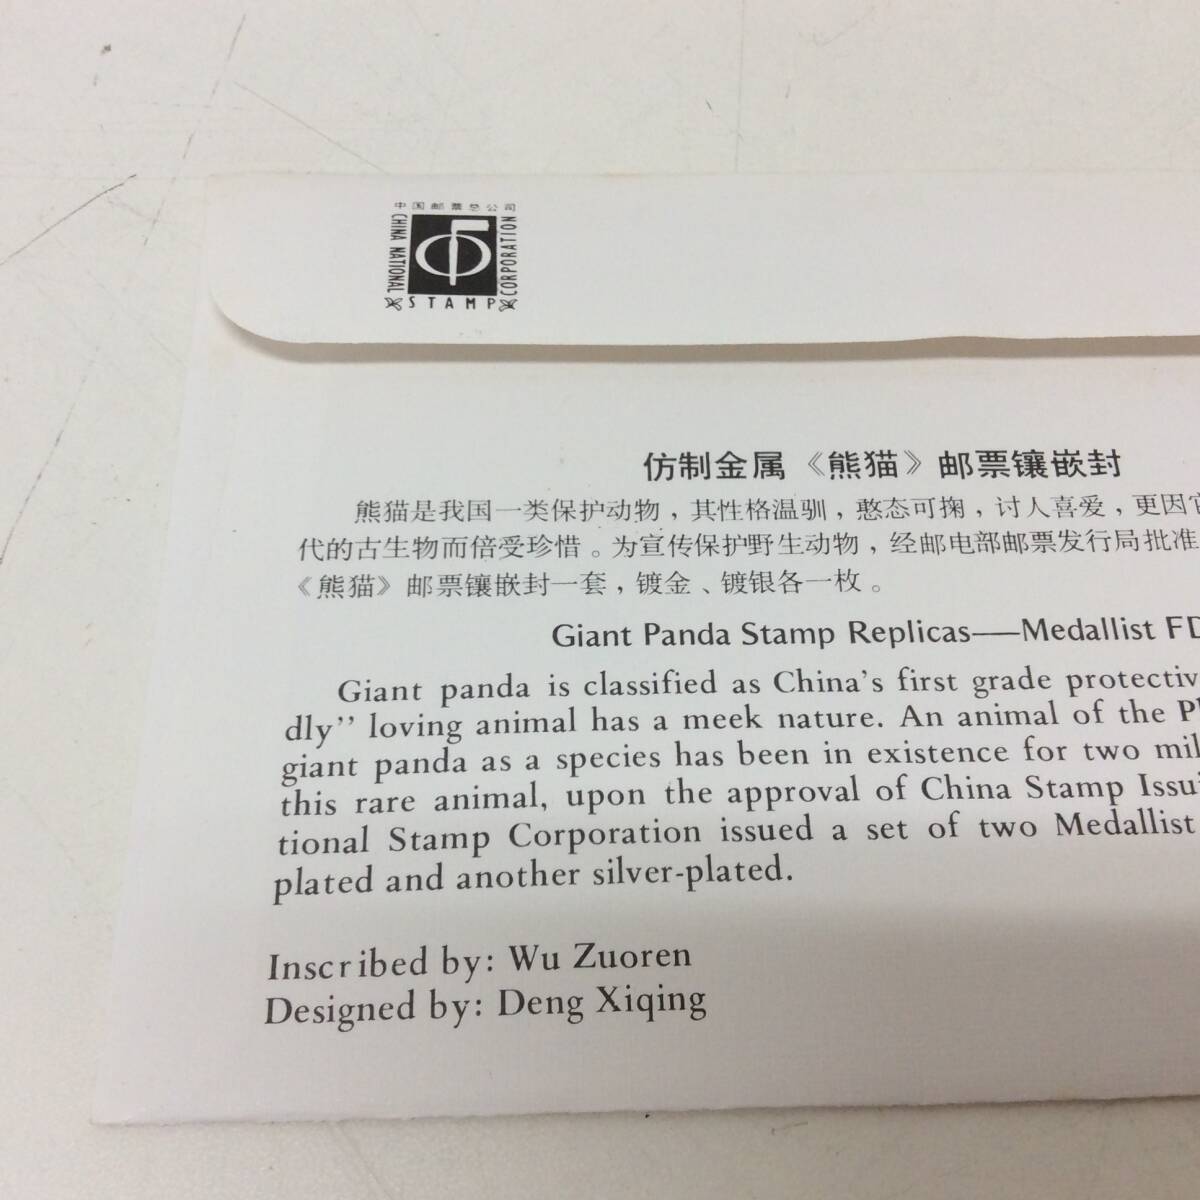 中国邮票总公司
CHINA NATIONAL
STAMP
CORPORATION
仿制金属《熊猫》邮票镶嵌封
熊猫是我国一类保护动物，其性格温驯，憨态可掬，讨人喜爱，更因
代的古生物而倍受珍惜。为宣传保护野生动物，经邮电部邮票发行局批准
《熊猫》邮票镶嵌封一套，镀金、镀银各一枚。
Giant Panda Stamp Replicas——Medallist FD
Giant panda is classified as China's first grade protectiv
dly" loving animal has a meek nature. An animal of the Pl
giant panda as a species has been in existence for two mil
this rare animal, upon the approval of China Stamp Issui
tional Stamp Corporation issued a set of two Medallist
plated and another silver-plated.
Inscribed by: Wu Zuoren
Designed by: Deng Xiqing